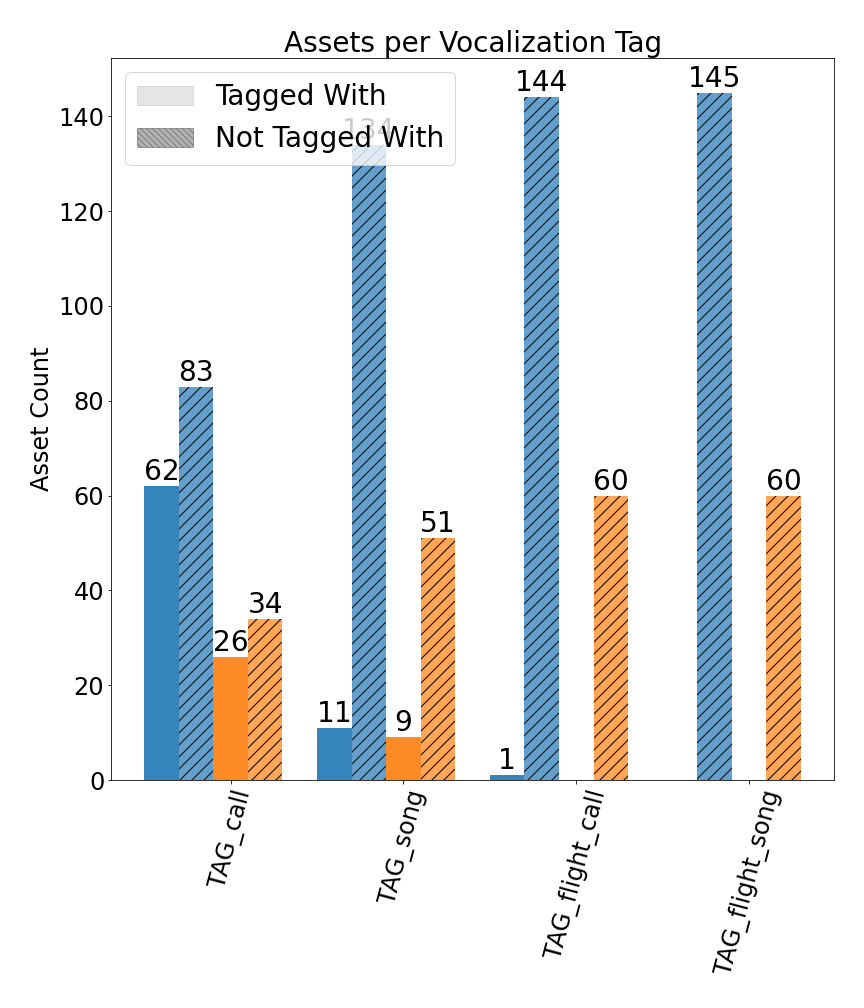 Assets per Vocalization Tag
Tagged With
Not Tagged With
Asset Count
140
120
100
80
60
40
20
0
62
83
26
34
11
134
9
51
1
144
60
145
60
TAG_call
TAG_song
TAG_flight_call
TAG_flight_song